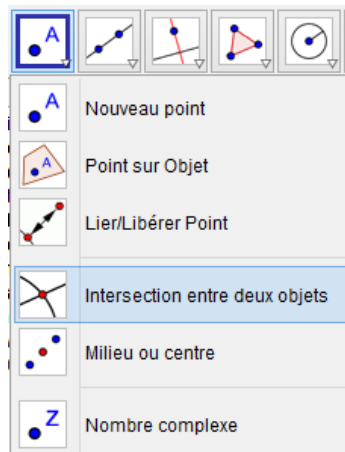 A
A
Nouveau point
A
Point sur Objet
Lier/Libérer Point
Intersection entre deux objets
Milieu ou centre
Z
Nombre complexe